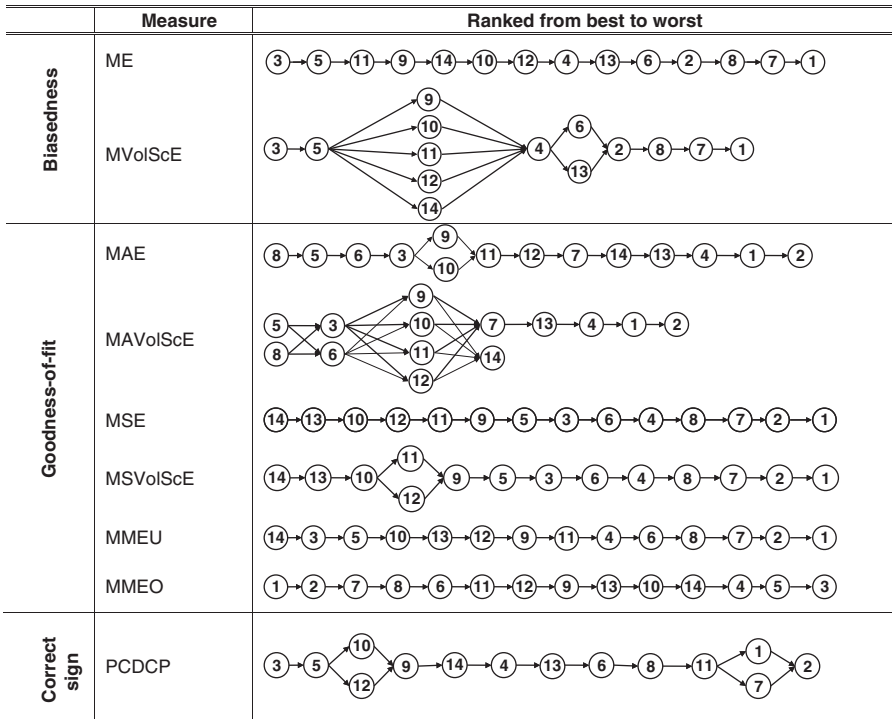 Measure Ranked from best to worst
Biasedness
ME 3 5 11 9 14 10 12 4 13 6 2 8 7 1
9
10 6
MVolScE 3 5 11 4 2 8 7 1
12 13
14
Goodness-of-fit
9
MAE 8 5 6 3 11 12 7 14 13 4 1 2
10
9
5 3 10 7 13 4 1 2
MAVolScE
8 6 11 14
12
MSE 14 13 10 12 11 9 5 3 6 4 8 7 2 1
11
MSVolScE 14 13 10 9 5 3 6 4 8 7 2 1
12
MMEU 14 3 5 10 13 12 9 11 4 6 8 7 2 1
MMEO 1 2 7 8 6 11 12 9 13 10 14 4 5 3
Correct
sign
10 1
PCDCP 3 5 9 14 4 13 6 8 11 2
12 7